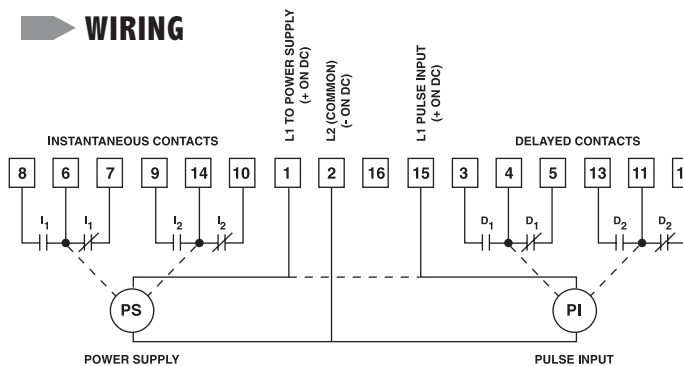 WIRING
L1 TO POWER SUPPLY
(+ ON DC)
L2 (COMMON)
(- ON DC)
L1 PULSE INPUT
(+ ON DC)
INSTANTANEOUS CONTACTS
DELAYED CONTACTS
8 6 7 9 14 10 1 2 16 15 3 4 5 13 11
I1 I1 I2 I2 D1 D1 D2 D2
PS PI
POWER SUPPLY
PULSE INPUT